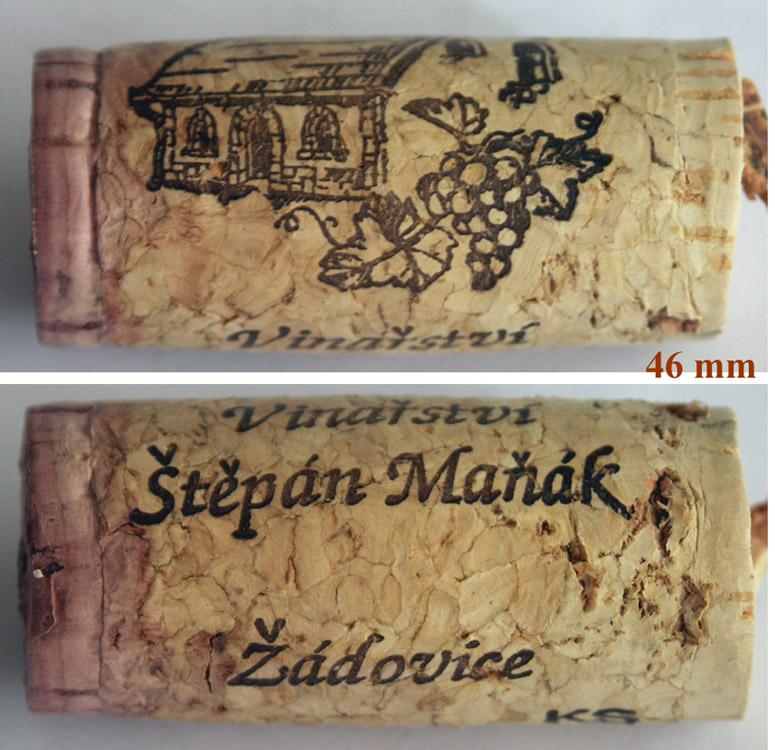 Vinařství
46 mm
Vinařství
Štěpán Maňák
Žádovice
KS